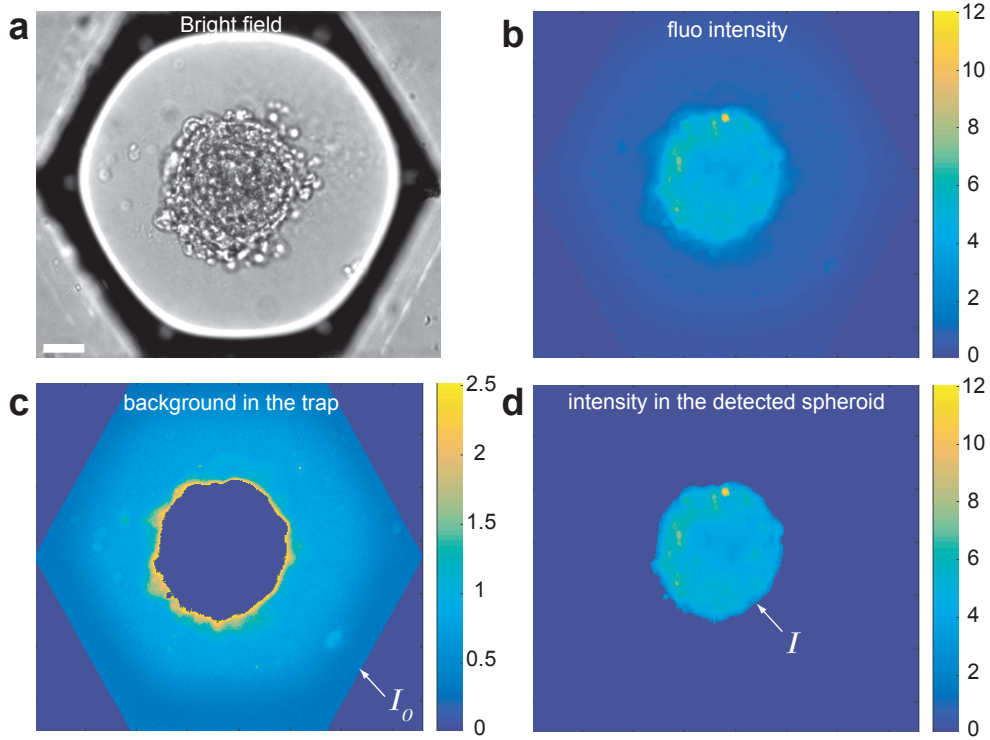 a
Bright field
b
fluo intensity
12
10
8
6
4
2
0
c
background in the trap
I0
2.5
2
1.5
1
0.5
0
d
intensity in the detected spheroid
I
12
10
8
6
4
2
0